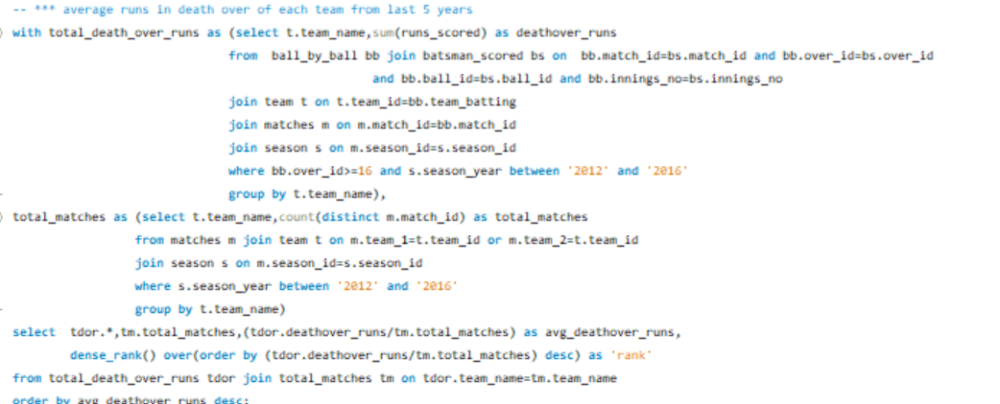 -- *** average runs in death over of each team from last 5 years
with total_death_over_runs as (select t.team_name,sum(runs_scored) as deathover_runs
from ball_by_ball bb join batsman_scored bs on bb.match_id=bs.match_id and bb.over_id=bs.over_id
and bb.ball_id=bs.ball_id and bb.innings_no=bs.innings_no
join team t on t.team_id=bb.team_batting
join matches m on m.match_id=bb.match_id
join season s on m.season_id=s.season_id
where bb.over_id>=16 and s.season_year between '2012' and '2016'
group by t.team_name),
total_matches as (select t.team_name,count(distinct m.match_id) as total_matches
from matches m join team t on m.team_1=t.team_id or m.team_2=t.team_id
join season s on m.season_id=s.season_id
where s.season_year between '2012' and '2016'
group by t.team_name)
select tdor.*,tm.total_matches,(tdor.deathover_runs/tm.total_matches) as avg_deathover_runs,
dense_rank() over(order by (tdor.deathover_runs/tm.total_matches) desc) as 'rank'
from total_death_over_runs tdor join total_matches tm on tdor.team_name=tm.team_name
order by avg_deathover_runs desc;